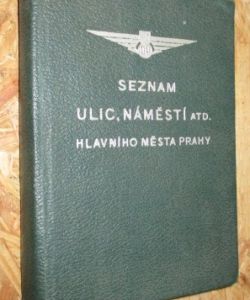 SEZNAM
ULIC, NÁMĚSTÍ ATD.
HLAVNÍHO MĚSTA PRAHY